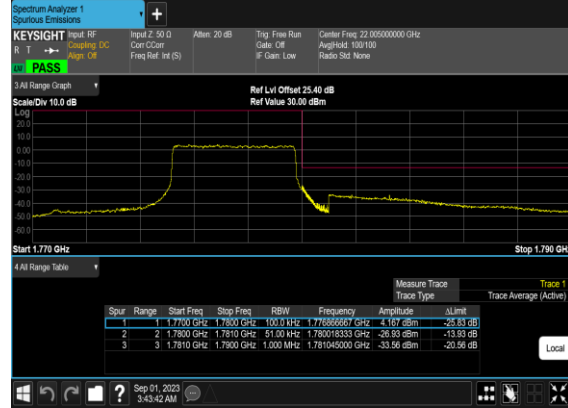 Spectrum Analyzer 1
Spurious Emissions
KEYSIGHT Input: RF Input Z: 50 Ω Atten: 20 dB Trig: Free Run Center Freq: 22.005000000 GHz
R T Coupling: DC Corr CCorr Gate: Off Avg|Hold: 100/100
Align: Off Freq Ref: Int (S) IF Gain: Low Radio Std: None
PASS
3 All Range Graph
Ref Lvl Offset 25.40 dB
Scale/Div 10.0 dB Ref Value 30.00 dBm
Log
20.0
10.0
0.00
-10.0
-20.0
-30.0
-40.0
-50.0
-60.0
Start 1.770 GHz Stop 1.790 GHz
4 All Range Table
Measure Trace Trace 1
Trace Type Trace Average (Active)
Spur Range Start Freq Stop Freq RBW Frequency Amplitude ΔLimit
1 1 1.7700 GHz 1.7800 GHz 100.0 kHz 1.776866667 GHz 4.167 dBm -25.83 dB
2 2 1.7800 GHz 1.7810 GHz 51.00 kHz 1.780018333 GHz -26.93 dBm -13.93 dB
3 3 1.7810 GHz 1.7900 GHz 1.000 MHz 1.781045000 GHz -33.56 dBm -20.56 dB
Local
? Sep 01, 2023
3:43:42 AM